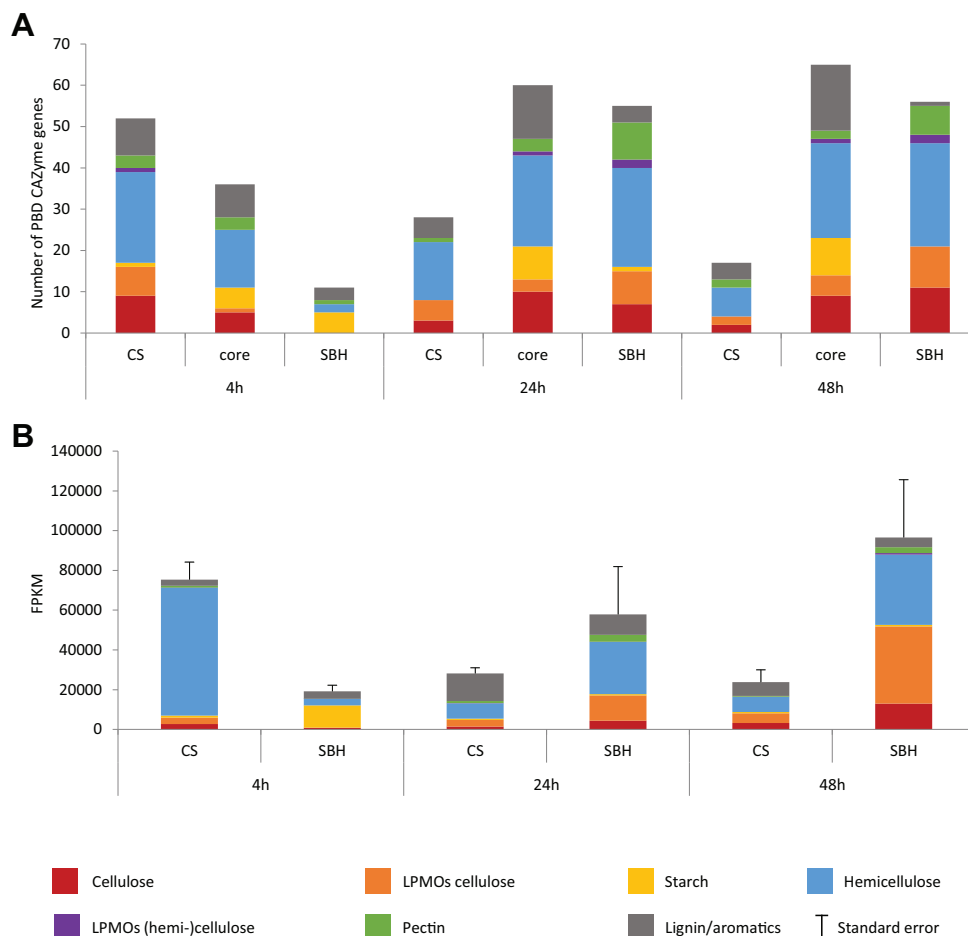 A
Number of PBD CAZyme genes
70
60
50
40
30
20
10
0
CS core SBH CS core SBH CS core SBH
4h 24h 48h
B
FPKM
140000
120000
100000
80000
60000
40000
20000
0
CS SBH CS SBH CS SBH
4h 24h 48h
Cellulose LPMOs cellulose Starch Hemicellulose
LPMOs (hemi-)cellulose Pectin Lignin/aromatics Standard error